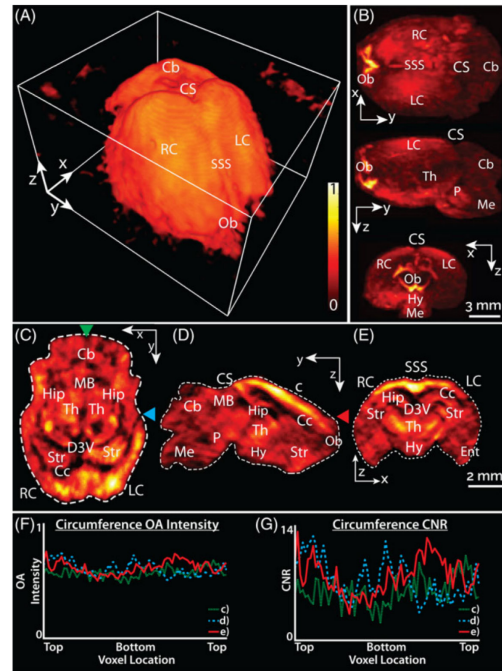 (A)
Cb
CS
RC
LC
SSS
Ob
z
x
y
1
0
(B)
RC
SSS
CS
Cb
Ob
LC
x
y
CS
LC
Ob
Cb
Th
P
Me
y
z
CS
x
z
RC
LC
Ob
Hy
Me
3 mm
(C)
x
y
Cb
MB
Hip
Hip
Th
Th
D3V
Str
Str
Cc
RC
LC
(D)
y
z
CS
c
Cb
MB
Hip
Cc
Th
Ob
P
Me
Hy
Str
(E)
SSS
RC
LC
Hip
Cc
Str
D3V
Str
Th
Hy
Ent
z
x
2 mm
(F)
Circumference OA Intensity
1
OA
Intensity
0
c)
d)
e)
Top
Bottom
Top
Voxel Location
(G)
Circumference CNR
14
CNR
0
c)
d)
e)
Top
Bottom
Top
Voxel Location